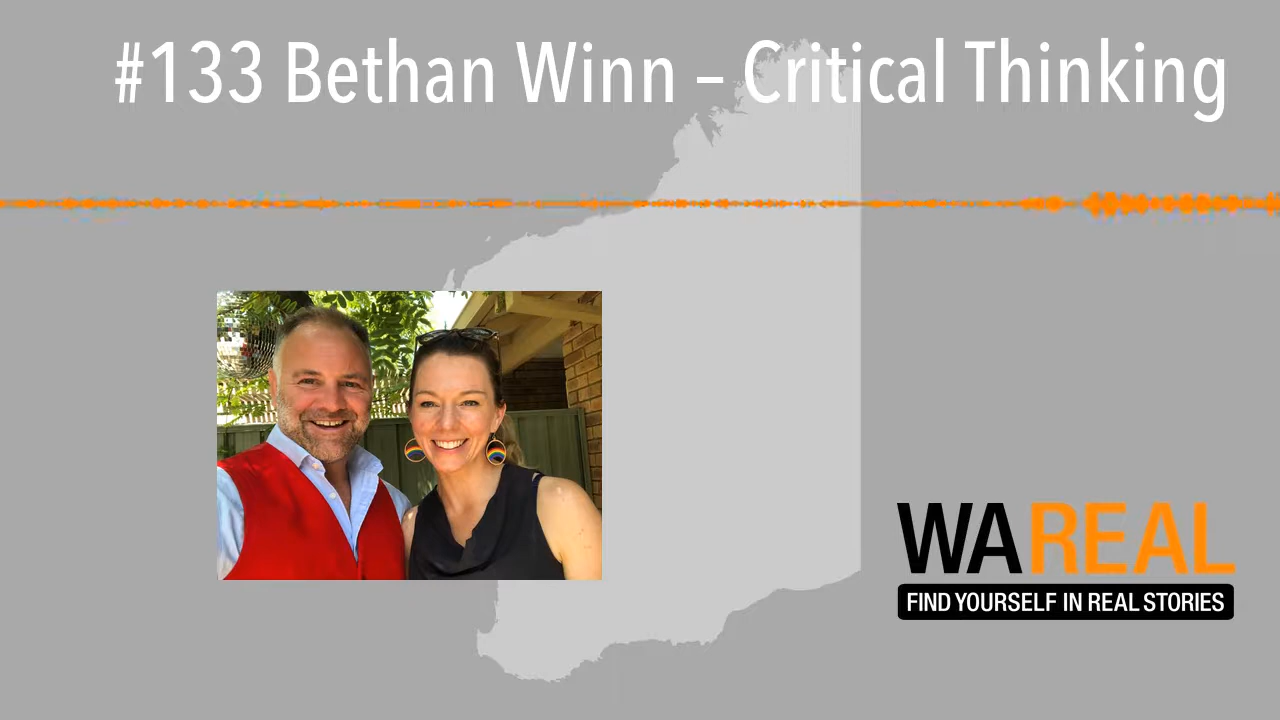 #133 Bethan Winn – Critical Thinking
WAREAL
FIND YOURSELF IN REAL STORIES